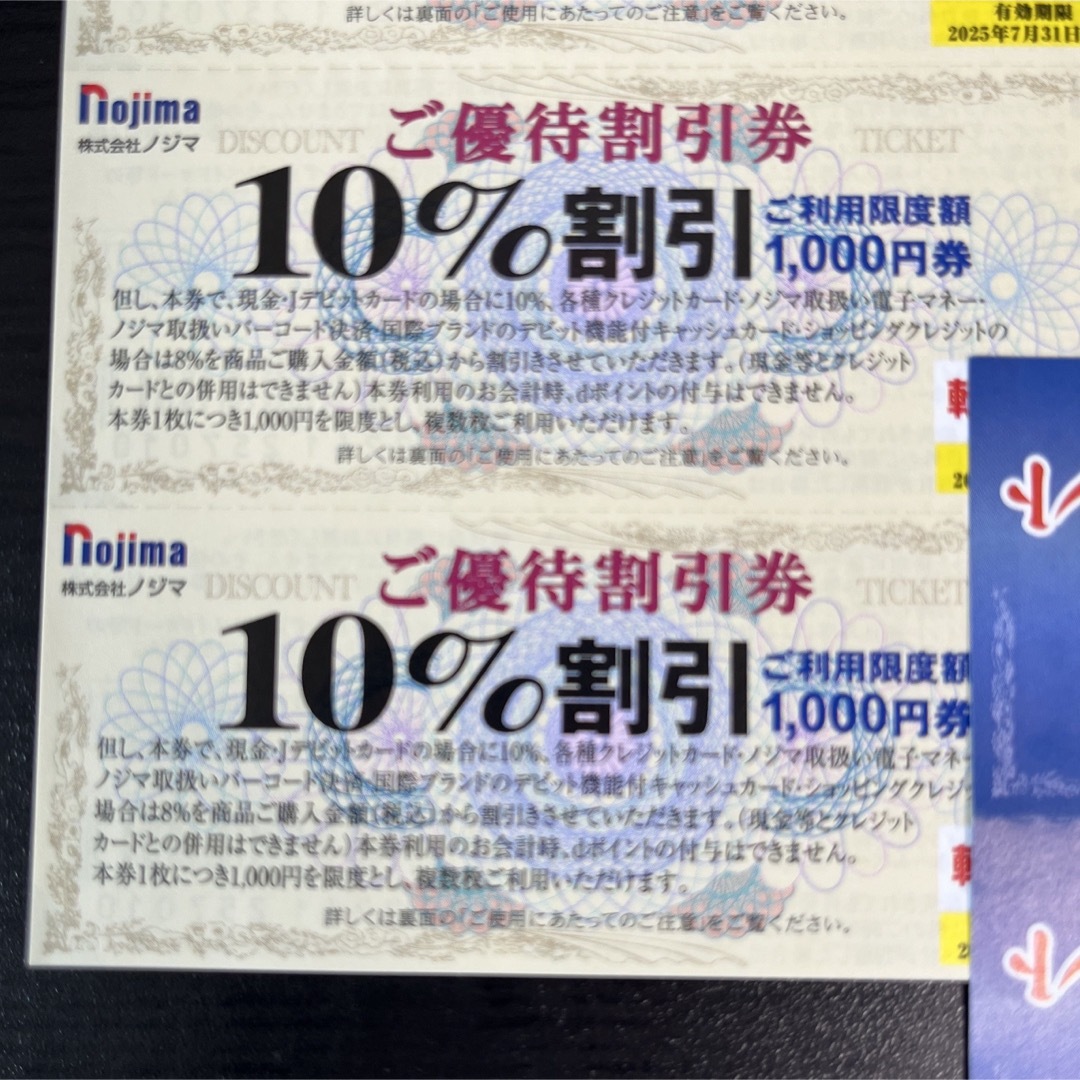 詳しくは裏面の「ご使用にあたってのご注意」をご覧ください。
有効期限
2025年7月31日
nojima
株式会社ノジマ
DISCOUNT
ご優待割引券
TICKET
10%割引
ご利用限度額
1,000円券
但し、本券で、現金・Jデビットカードの場合に10%、各種クレジットカード・ノジマ取扱い電子マネー・
ノジマ取扱いバーコード決済・国際ブランドのデビット機能付キャッシュカード・ショッピングクレジットの
場合は8%を商品ご購入金額(税込)から割引きさせていただきます。(現金等とクレジット
カードとの併用はできません)本券利用のお会計時、dポイントの付与はできません。
本券1枚につき1,000円を限度とし、複数枚ご利用いただけます。
詳しくは裏面の「ご使用にあたってのご注意」をご覧ください。
nojima
株式会社ノジマ
DISCOUNT
ご優待割引券
TICKET
10%割引
ご利用限度額
1,000円券
但し、本券で、現金・Jデビットカードの場合に10%、各種クレジットカード・ノジマ取扱い電子マネー
ノジマ取扱いバーコード決済・国際ブランドのデビット機能付キャッシュカード・ショッピングクレジ
場合は8%を商品ご購入金額(税込)から割引きさせていただきます。(現金等とクレジット
カードとの併用はできません)本券利用のお会計時、dポイントの付与はできません。
本券1枚につき1,000円を限度とし、複数枚ご利用いただけます。
詳しくは裏面の「ご使用にあたってのご注意」をご覧ください。